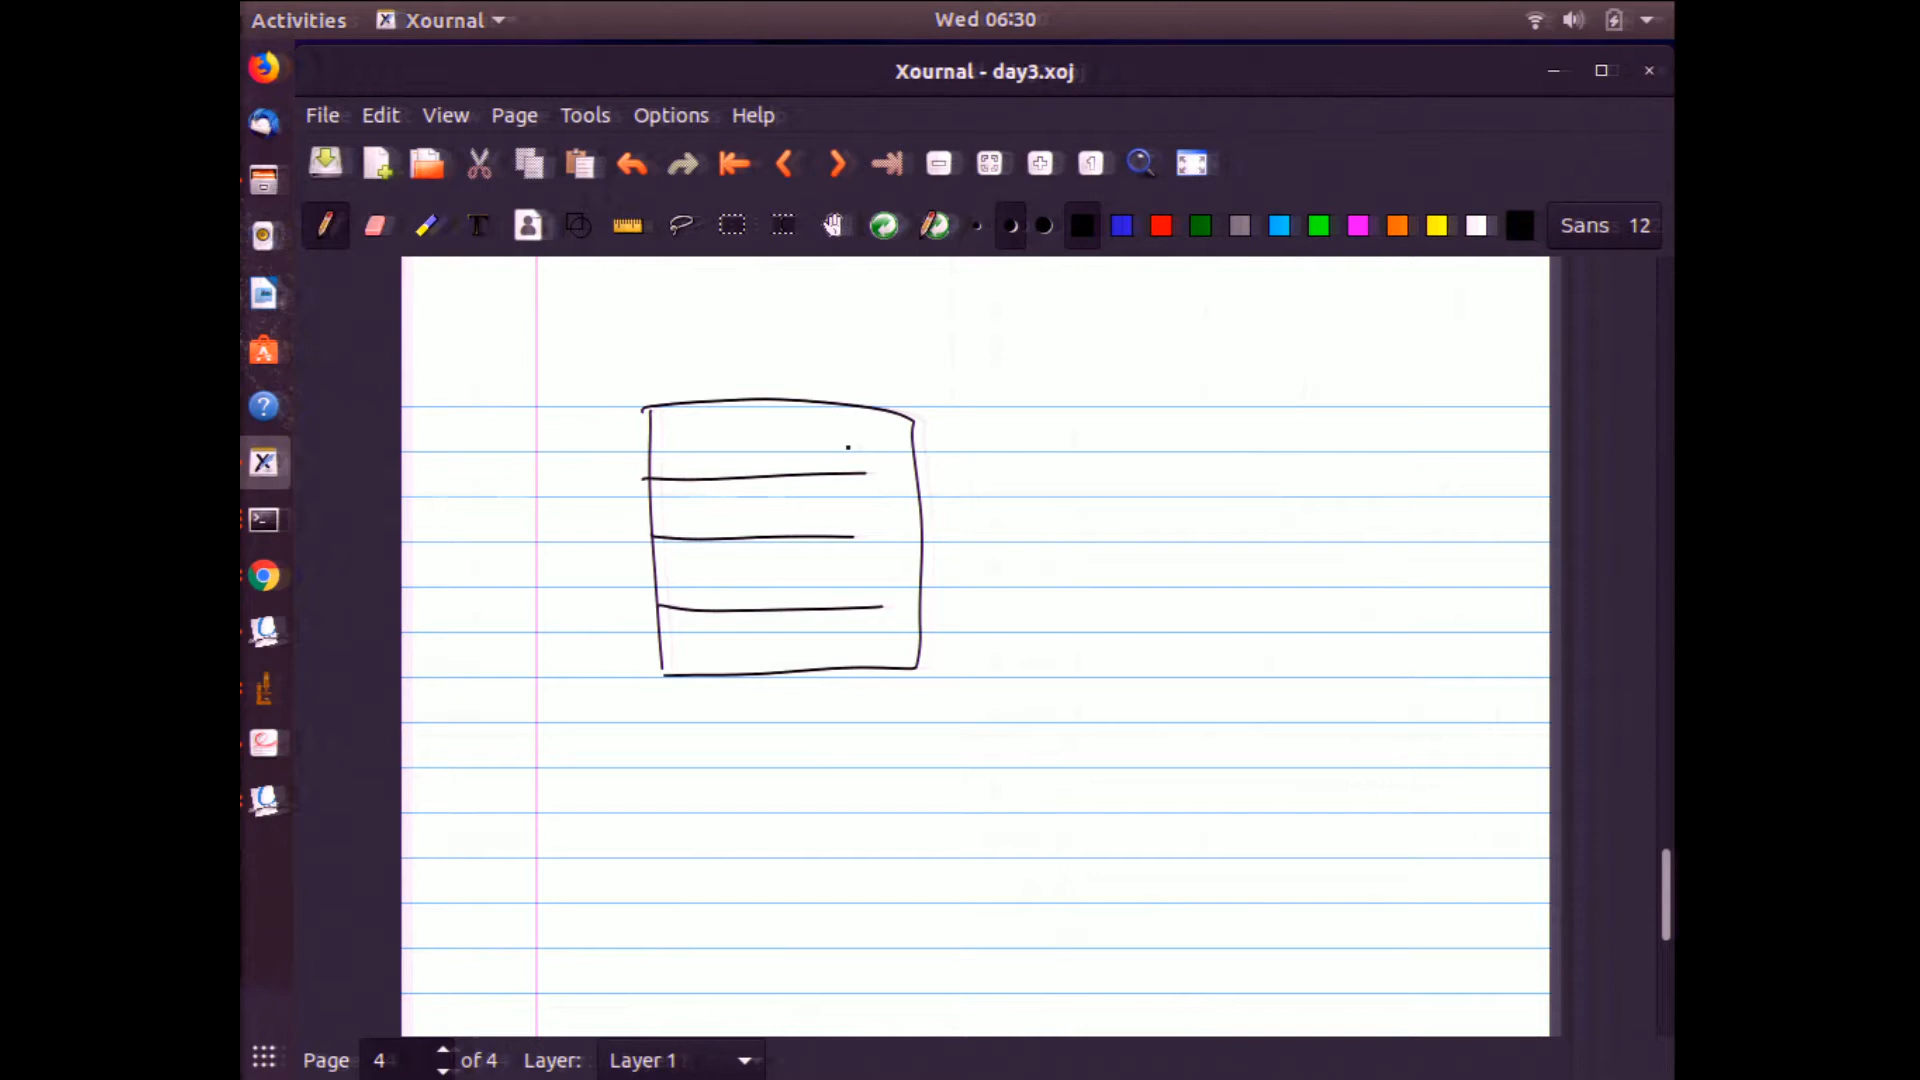 Activities Xournal Wed 06:30
Xournal - day3.xoj
File Edit View Page Tools Options Help
Sans 12
Page 4 of 4 Layer: Layer 1